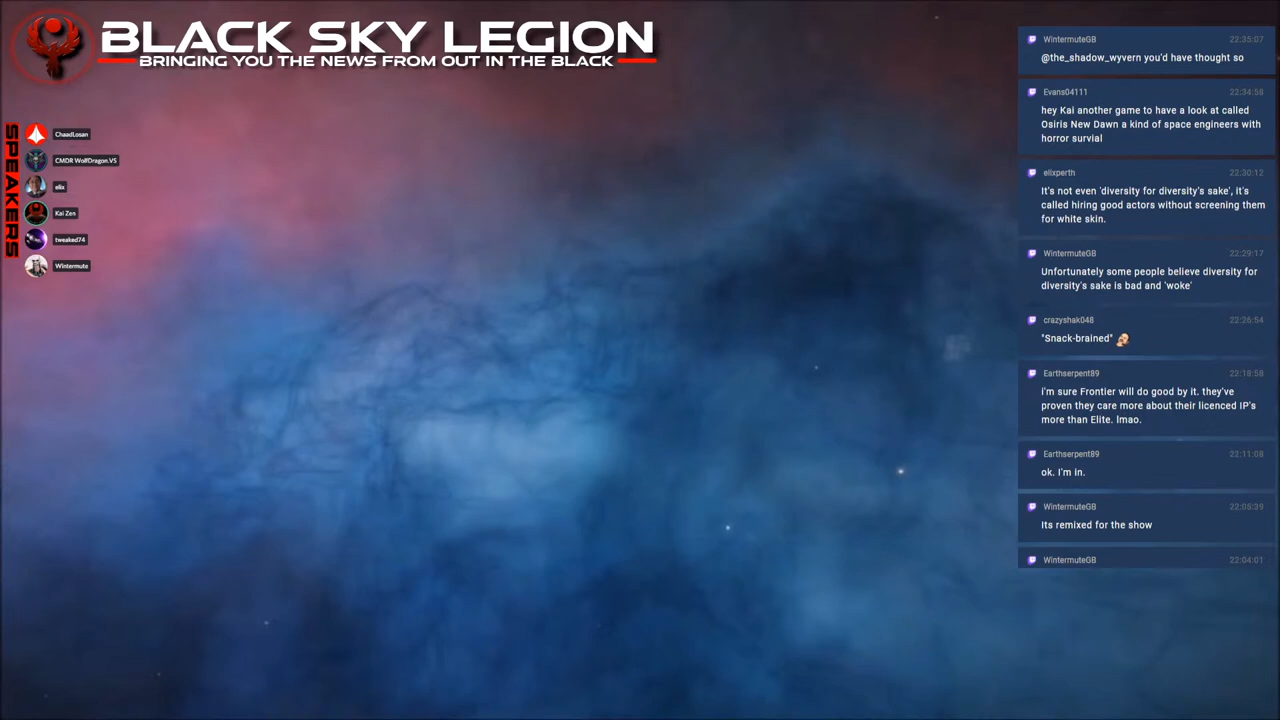 BLACK SKY LEGION
BRINGING YOU THE NEWS FROM OUT IN THE BLACK
SPEAKERS
ChaadLosan
CMDR WolfDragon.VS
elix
Kai Zen
tweaked74
Wintermute
WintermuteGB 22:35:07
@the_shadow_wyvern you'd have thought so
Evans04111 22:34:58
hey Kai another game to have a look at called
Osiris New Dawn a kind of space engineers with
horror survial
elixperth 22:30:12
It's not even 'diversity for diversity's sake', it's
called hiring good actors without screening them
for white skin.
WintermuteGB 22:29:17
Unfortunately some people believe diversity for
diversity's sake is bad and 'woke'
crazyshak048 22:26:54
"Snack-brained"
Earthserpent89 22:18:58
i'm sure Frontier will do good by it. they've
proven they care more about their licenced IP's
more than Elite. lmao.
Earthserpent89 22:11:08
ok. I'm in.
WintermuteGB 22:05:39
Its remixed for the show
WintermuteGB 22:04:01